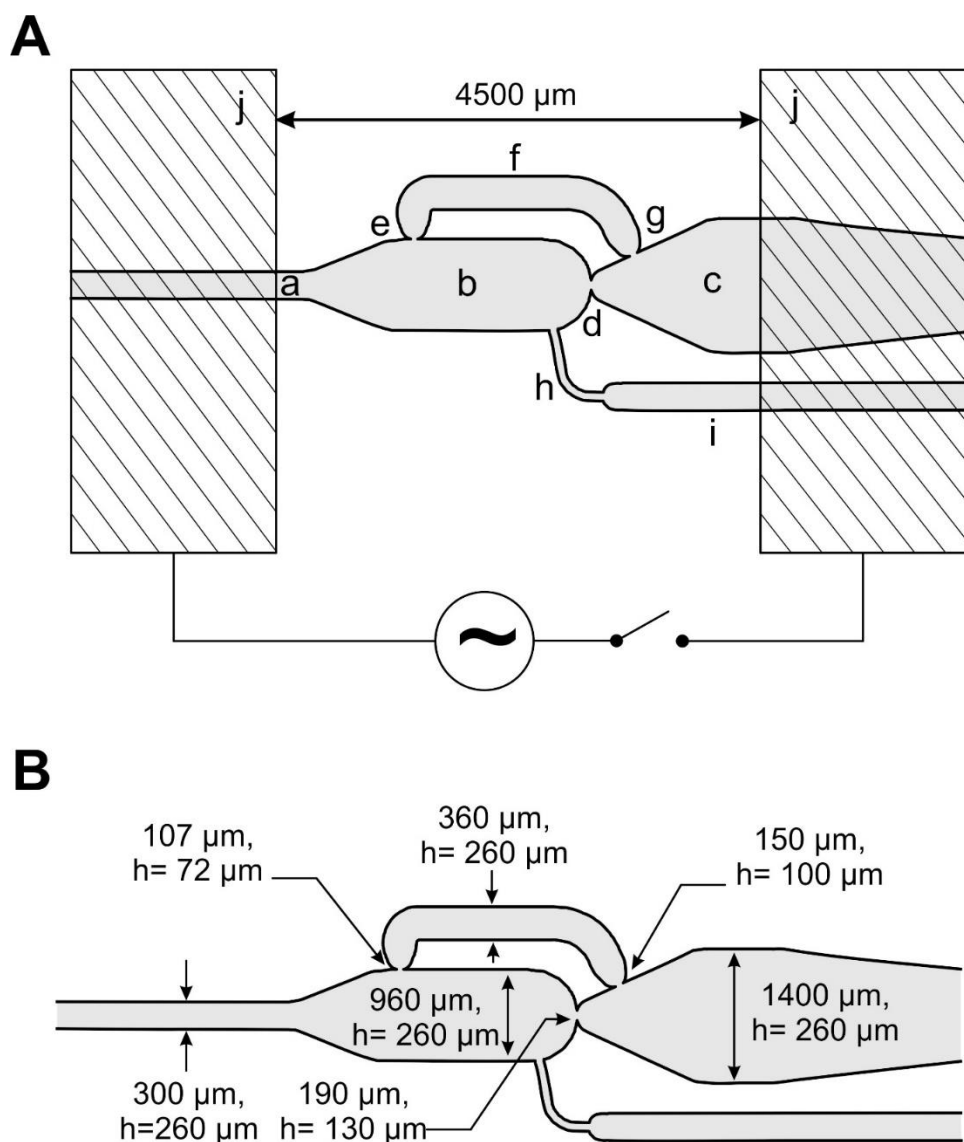 A
j
4500 µm
j
f
e
g
a
b
c
d
h
i
~
B
107 µm,
h= 72 µm
360 µm,
h= 260 µm
150 µm,
h= 100 µm
960 µm,
h= 260 µm
1400 µm,
h= 260 µm
300 µm,
h=260 µm
190 µm,
h= 130 µm